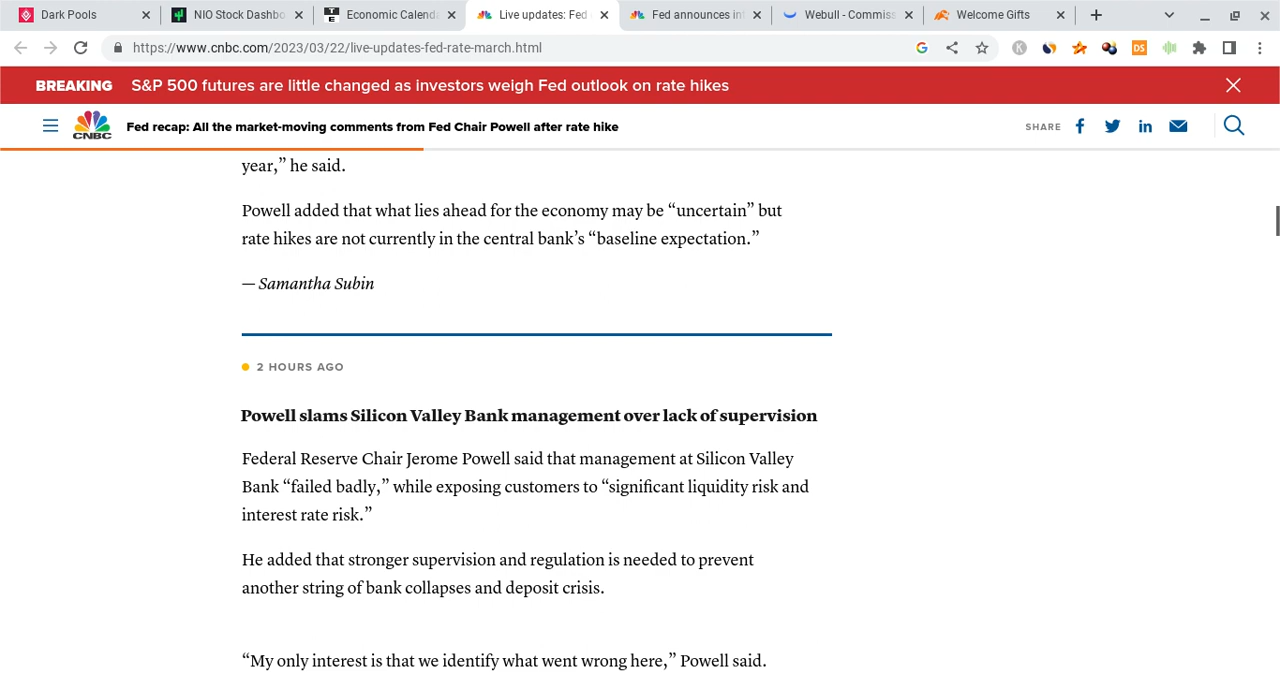 Dark Pools
NIO Stock Dashbo
Economic Calenda
Live updates: Fed
Fed announces in
Webull - Commiss
Welcome Gifts
https://www.cnbc.com/2023/03/22/live-updates-fed-rate-march.html
K
DS
BREAKING S&P 500 futures are little changed as investors weigh Fed outlook on rate hikes
CNBC
Fed recap: All the market-moving comments from Fed Chair Powell after rate hike
SHARE
year,” he said.
Powell added that what lies ahead for the economy may be “uncertain” but
rate hikes are not currently in the central bank’s “baseline expectation.”
— Samantha Subin
2 HOURS AGO
Powell slams Silicon Valley Bank management over lack of supervision
Federal Reserve Chair Jerome Powell said that management at Silicon Valley
Bank “failed badly,” while exposing customers to “significant liquidity risk and
interest rate risk.”
He added that stronger supervision and regulation is needed to prevent
another string of bank collapses and deposit crisis.
“My only interest is that we identify what went wrong here,” Powell said.